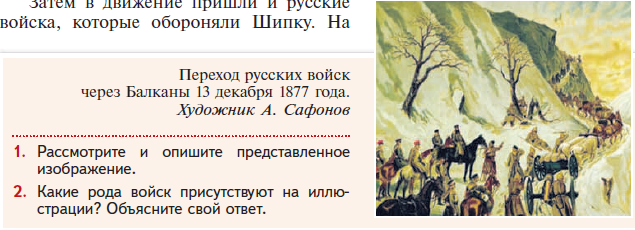 Затем в движение пришли и русские
войска, которые обороняли Шипку. На
Переход русских войск
через Балканы 13 декабря 1877 года.
Художник А. Сафонов
1. Рассмотрите и опишите представленное
изображение.
2. Какие рода войск присутствуют на иллю-
страции? Объясните свой ответ.